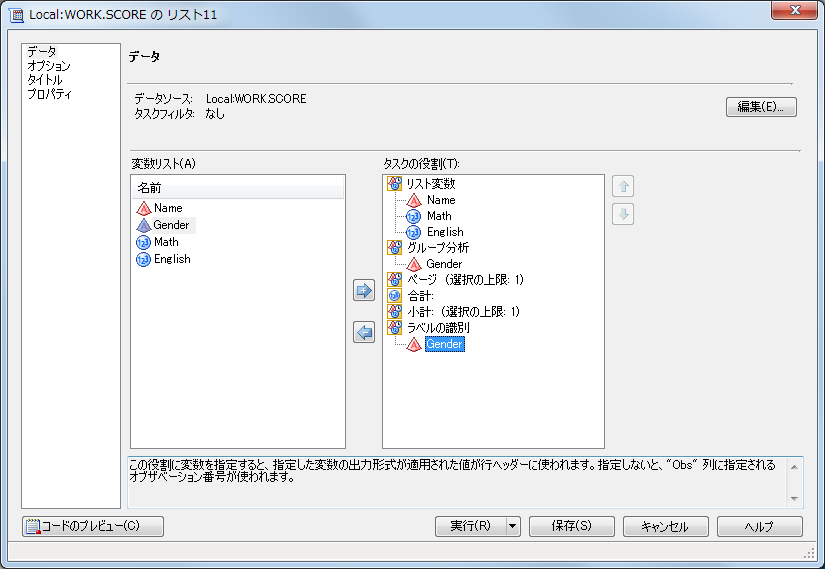 Local:WORK.SCORE の リスト11
データ
オプション
タイトル
プロパティ
データ
データソース: Local:WORK.SCORE
タスクフィルタ: なし
編集(E)...
変数リスト(A)
名前
Name
Gender
Math
English
タスクの役割(T):
リスト変数
Name
Math
English
グループ分析
Gender
ページ (選択の上限: 1)
合計:
小計: (選択の上限: 1)
ラベルの識別
Gender
この役割に変数を指定すると、指定した変数の出力形式が適用された値が行ヘッダーに使われます。指定しないと、"Obs" 列に指定される
オブザベーション番号が使われます。
コードのプレビュー(C)
実行(R)
保存(S)
キャンセル
ヘルプ